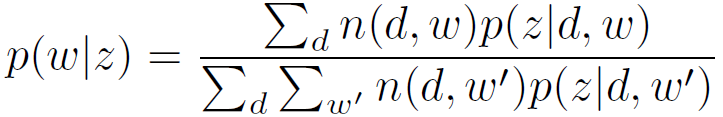 p(w|z) = \frac{\sum_d n(d, w)p(z|d, w)}{\sum_d \sum_{w'} n(d, w')p(z|d, w')}